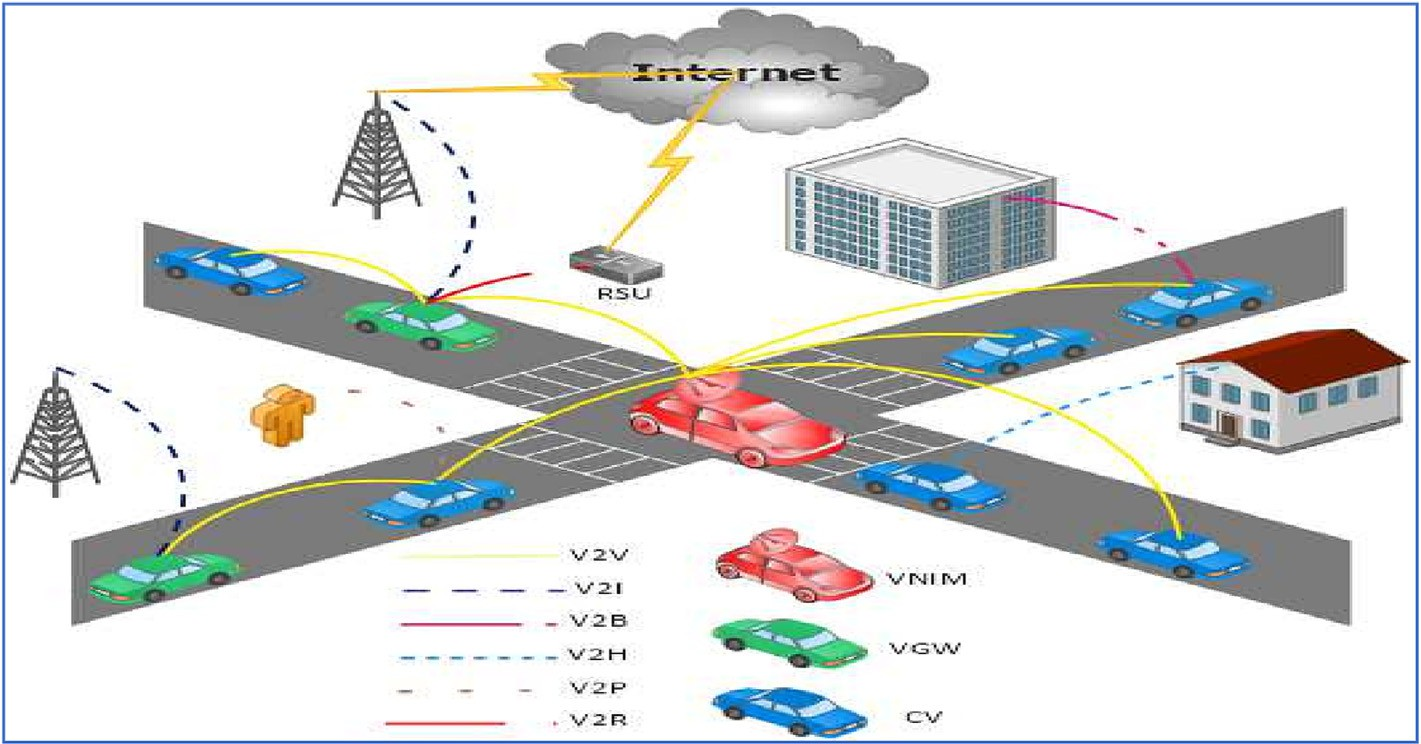 Internet
RSU
V2V
V2I
V2B
V2H
V2P
V2R
VNIM
VGW
CV